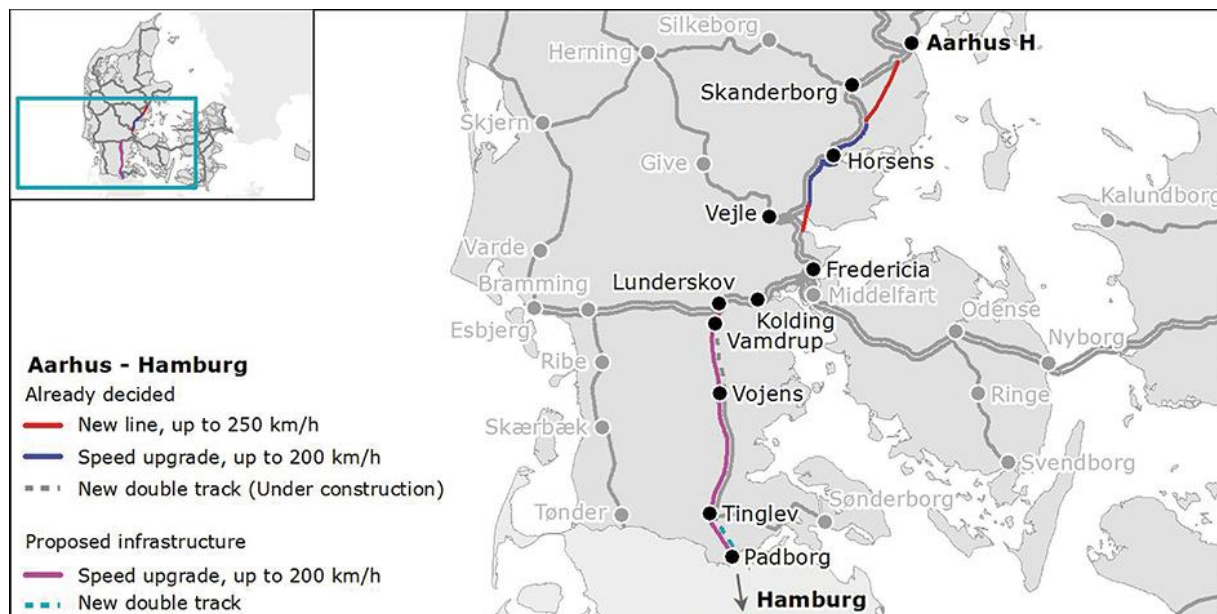 Silkeborg
Herning
Aarhus H
Skanderborg
Skjern
Horsens
Give
Kalundborg
Vejle
Varde
Fredericia
Lunderskov
Bramming
Middelfart
Odense
Esbjerg
Kolding
Nyborg
Vamdrup
Aarhus - Hamburg
Ribe
Already decided
Vojens
Ringe
New line, up to 250 km/h
Skærbæk
Speed upgrade, up to 200 km/h
Svendborg
New double track (Under construction)
Sønderborg
Tønder
Tinglev
Proposed infrastructure
Padborg
Speed upgrade, up to 200 km/h
New double track
Hamburg